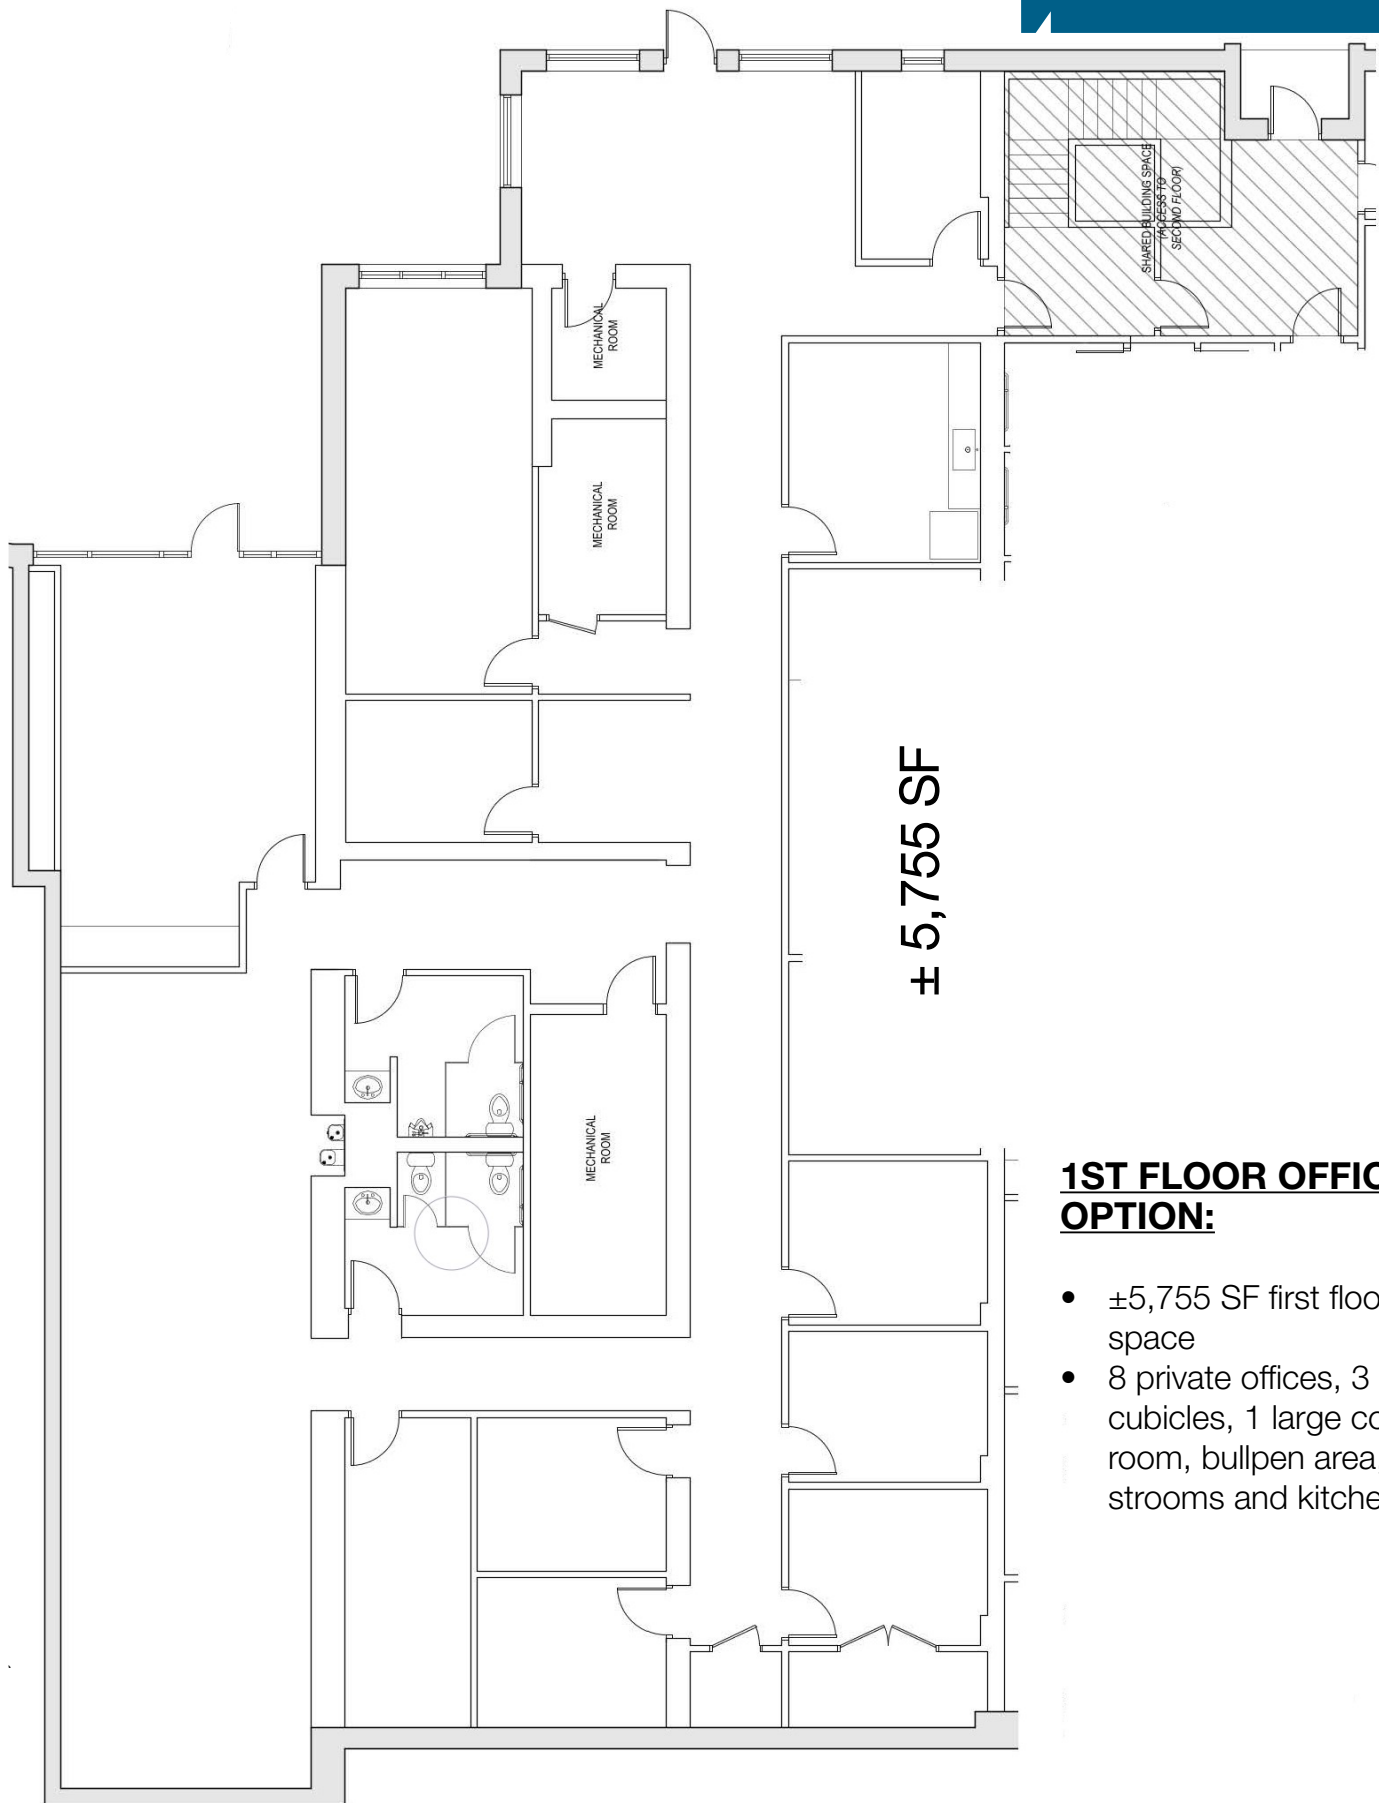 SHARED BUILDING SPACE
(ACCESS TO
SECOND FLOOR)
MECHANICAL
ROOM
MECHANICAL
ROOM
± 5,755 SF
MECHANICAL
ROOM
1ST FLOOR OFFIC
OPTION:
• ±5,755 SF first floo
space
• 8 private offices, 3
cubicles, 1 large co
room, bullpen area
strooms and kitche